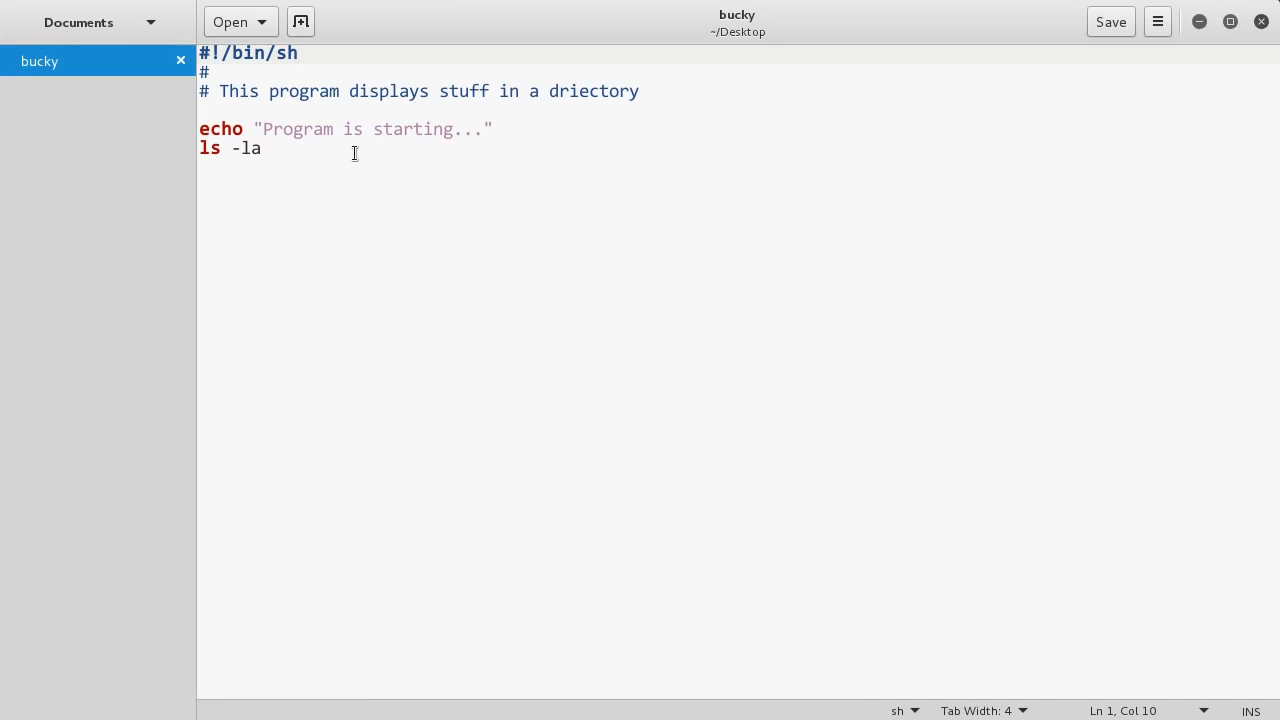 Documents
Open
bucky
~/Desktop
Save
bucky
#!/bin/sh
#
# This program displays stuff in a driectory
echo "Program is starting..."
ls -la
sh
Tab Width: 4
Ln 1, Col 10
INS